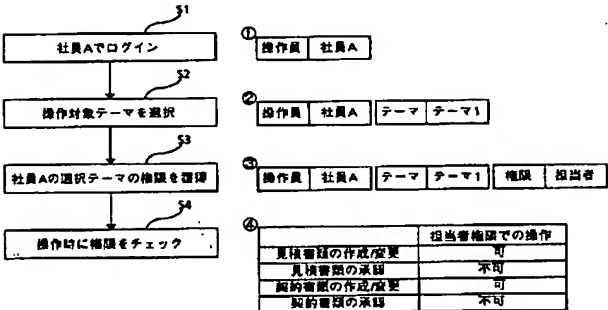 S1
社員Aでログイン
① 操作員 社員A
S2
操作対象テーマを選択
② 操作員 社員A テーマ テーマ1
S3
社員Aの選択テーマの権限を獲得
③ 操作員 社員A テーマ テーマ1 権限 担当者
S4
操作時に権限をチェック
④ 担当者権限での操作
見積書類の作成/変更 可
見積書類の承認 不可
契約書類の作成/変更 可
契約書類の承認 不可